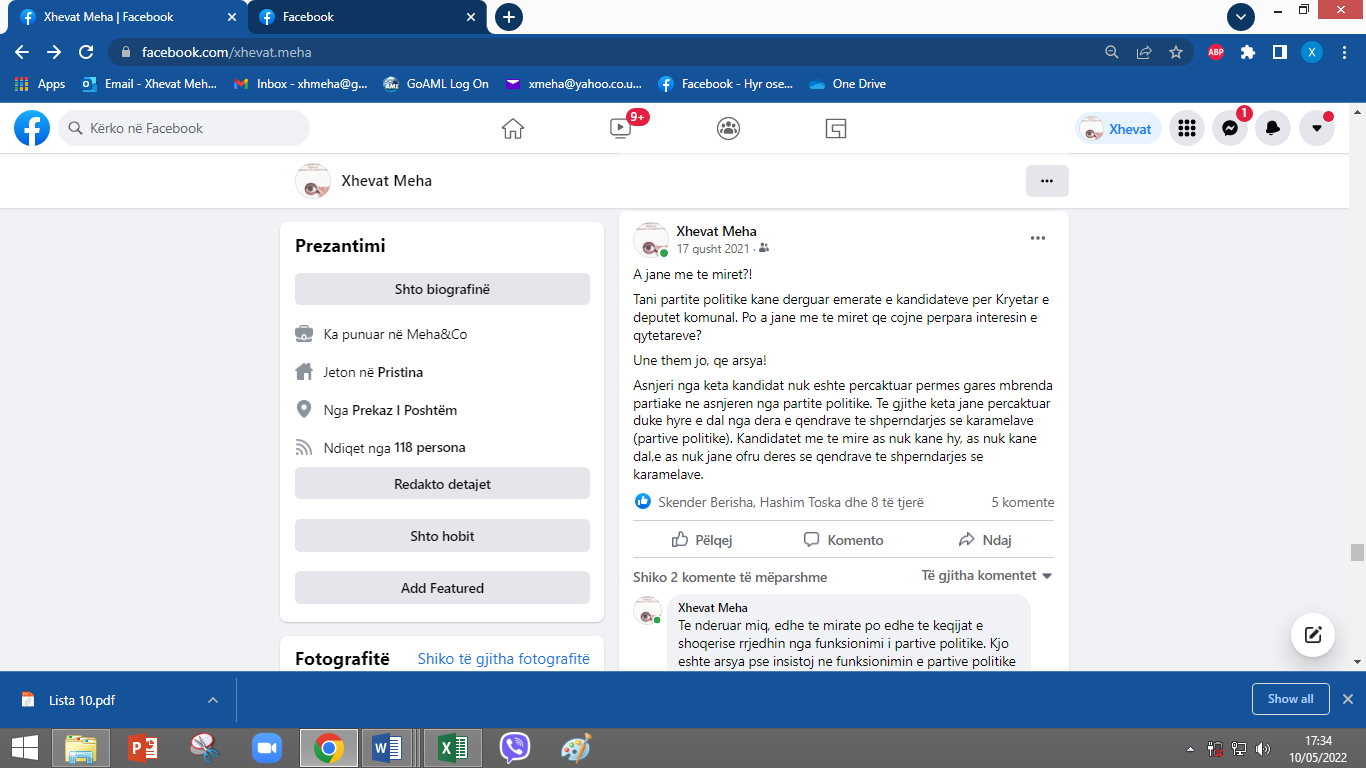 Xhevat Meha | Facebook
Facebook
facebook.com/xhevat.meha
ABP
X
Apps
Email - Xhevat Meh...
Inbox - xhmeha@g...
GoAML Log On
xmeha@yahoo.co.u...
Facebook - Hyr ose...
One Drive
Kërko në Facebook
9+
Xhevat
1
Xhevat Meha
Prezantimi
Shto biografinë
Ka punuar në Meha&Co
Jeton në Pristina
Nga Prekaz I Poshtëm
Ndiqet nga 118 persona
Redakto detajet
Shto hobit
Add Featured
Fotografitë
Shiko të gjitha fotografitë
Xhevat Meha
17 gusht 2021 ·
A jane me te miret?!
Tani partite politike kane derguar emerate e kandidateve per Kryetar e
deputet komunal. Po a jane me te miret qe cojne perpara interesin e
qytetareve?
Une them jo, qe arsya!
Asnjeri nga keta kandidat nuk eshte percaktuar permes gares mbrenda
partiake ne asnjeren nga partite politike. Te gjithe keta jane percaktuar
duke hyre e dal nga dera e qendrave te shperndarjes se karamelave
(partive politike). Kandidatet me te mire as nuk kane hy, as nuk kane
dal,e as nuk jane ofru deres se qendrave te shperndarjes se
karamelave.
Skender Berisha, Hashim Toska dhe 8 të tjerë
5 komente
Pëlqej
Komento
Ndaj
Shiko 2 komente të mëparshme
Të gjitha komentet
Xhevat Meha
Te nderuar miq, edhe te mirate po edhe te keqijat e
shoqerise rrjedhin nga funksionimi i partive politike. Kjo
eshte arsya pse insistoj ne funksionimin e partive politike
Lista 10.pdf
Show all
17:34
10/05/2022